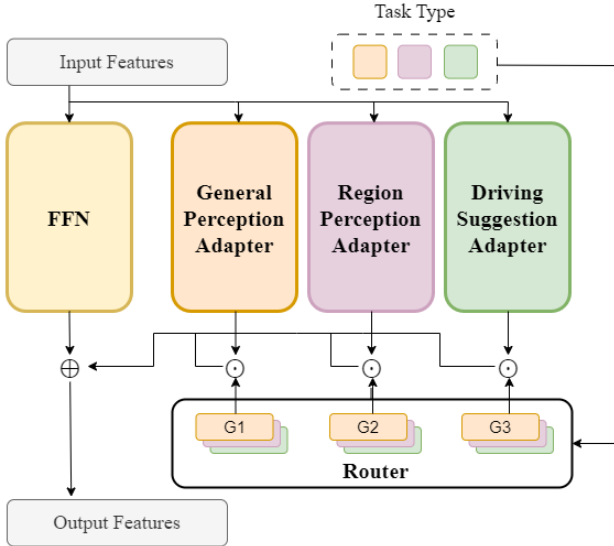 Task Type
Input Features
FFN
General
Perception
Adapter
Region
Perception
Adapter
Driving
Suggestion
Adapter
G1
G2
G3
Router
Output Features